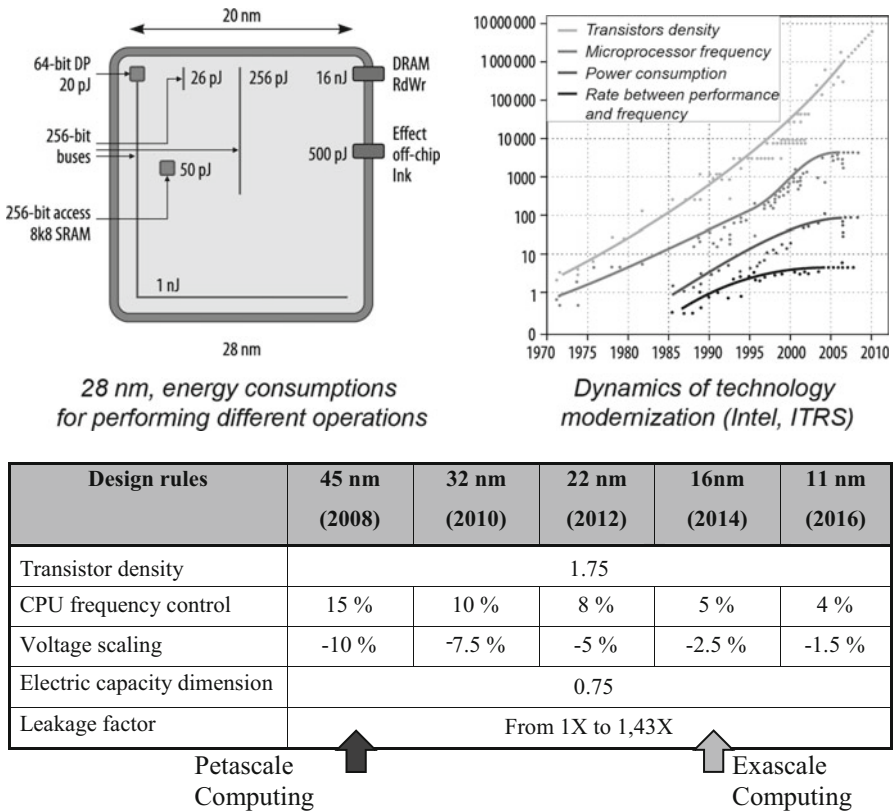 20 nm
64-bit DP
20 pJ
26 pJ
256 pJ
16 nJ
DRAM
RdWr
256-bit
buses
500 pJ
Effect
off-chip
Ink
50 pJ
256-bit access
8k8 SRAM
1 nJ
28 nm
28 nm, energy consumptions
for performing different operations
10 000 000
1 000 000
100 000
10 000
1000
100
10
1
0
Transistors density
Microprocessor frequency
Power consumption
Rate between performance
and frequency
1970 1975 1980 1985 1990 1995 2000 2005 2010
Dynamics of technology
modernization (Intel, ITRS)
Design rules 45 nm 32 nm 22 nm 16nm 11 nm
(2008) (2010) (2012) (2014) (2016)
Transistor density 1.75
CPU frequency control 15 % 10 % 8 % 5 % 4 %
Voltage scaling -10 % -7.5 % -5 % -2.5 % -1.5 %
Electric capacity dimension 0.75
Leakage factor From 1X to 1,43X
Petascale
Computing
Exascale
Computing